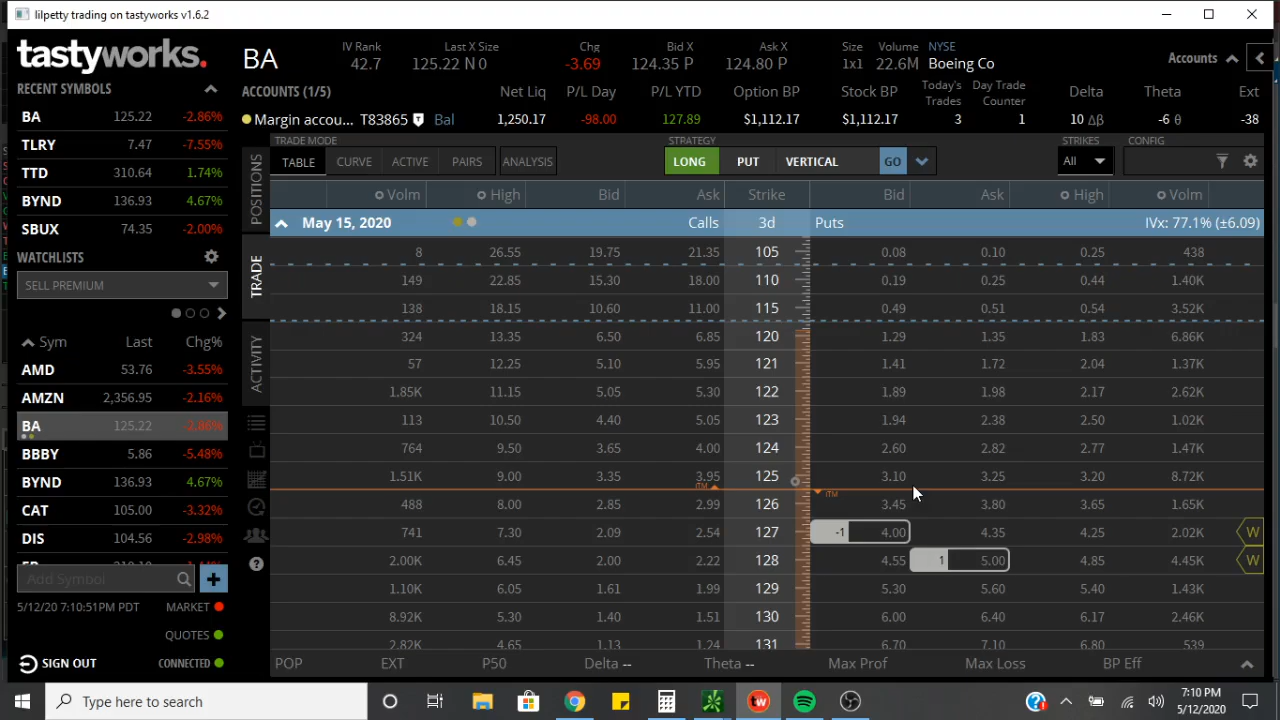 lilpetty trading on tastyworks v1.6.2
tastyworks.
RECENT SYMBOLS
BA 125.22 -2.86%
TLRY 7.47 -7.55%
TTD 310.64 1.74%
BYND 136.93 4.67%
SBUX 74.35 -2.00%
WATCHLISTS
SELL PREMIUM
Sym Last Chg%
AMD 53.76 -3.55%
AMZN 2,356.95 -2.16%
BA 125.22 -2.86%
BBBY 5.86 -5.48%
BYND 136.93 4.67%
CAT 105.00 -3.32%
DIS 104.56 -2.98%
Add Symbol
5/12/20 7:10:51PM PDT MARKET
QUOTES
SIGN OUT CONNECTED
BA IV Rank Last X Size Chg Bid X Ask X Size Volume NYSE
42.7 125.22 N 0 -3.69 124.35 P 124.80 P 1x1 22.6M Boeing Co
Accounts
ACCOUNTS (1/5) Net Liq P/L Day P/L YTD Option BP Stock BP Today's Trades Day Trade Counter Delta Theta Ext
Margin accou... T83865 T Bal 1,250.17 -98.00 127.89 $1,112.17 $1,112.17 3 1 10 Δβ -6 θ -38
POSITIONS
TRADE
ACTIVITY
TRADE MODE STRATEGY STRIKES CONFIG
TABLE CURVE ACTIVE PAIRS ANALYSIS LONG PUT VERTICAL GO All
Volm High Bid Ask Strike Bid Ask High Volm
May 15, 2020 Calls 3d Puts IVx: 77.1% (±6.09)
8 26.55 19.75 21.35 105 0.08 0.10 0.25 438
149 22.85 15.30 18.00 110 0.19 0.25 0.44 1.40K
138 18.15 10.60 11.00 115 0.49 0.51 0.54 3.52K
324 13.35 6.50 6.85 120 1.29 1.35 1.83 6.86K
57 12.25 5.10 5.95 121 1.41 1.72 2.04 1.37K
1.85K 11.15 5.05 5.30 122 1.89 1.98 2.17 2.62K
113 10.50 4.40 5.05 123 1.94 2.38 2.50 1.02K
764 9.50 3.65 4.00 124 2.60 2.82 2.77 1.47K
1.51K 9.00 3.35 3.95 125 3.10 3.25 3.20 8.72K
ITM ITM
488 8.00 2.85 2.99 126 3.45 3.80 3.65 1.65K
741 7.30 2.09 2.54 127 -1 4.00 4.35 4.25 2.02K W
2.00K 6.45 2.00 2.22 128 4.55 1 5.00 4.85 4.45K W
1.10K 6.05 1.61 1.99 129 5.30 5.60 5.40 1.43K
8.92K 5.30 1.40 1.51 130 6.00 6.40 6.17 2.46K
2.82K 4.65 1.13 1.24 131 6.70 7.10 6.40 539
POP EXT P50 Delta -- Theta -- Max Prof Max Loss BP Eff
Type here to search
tw
7:10 PM
5/12/2020